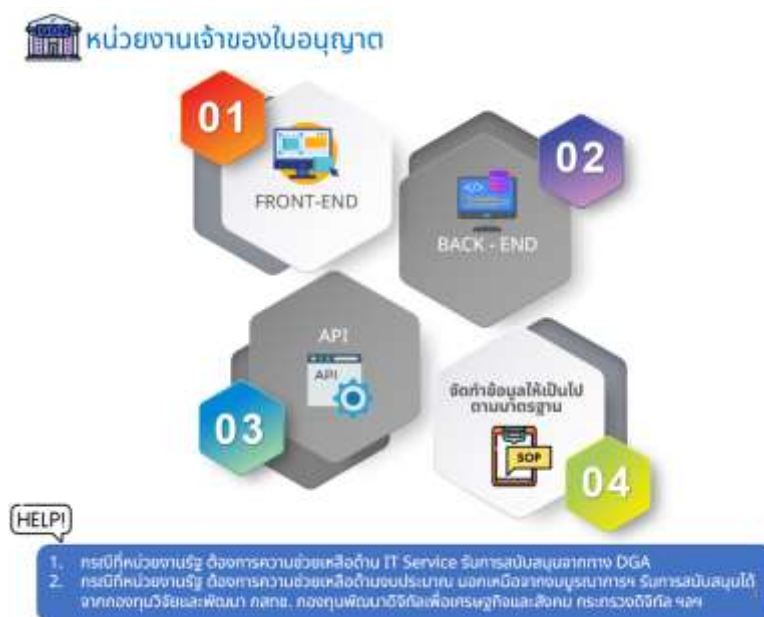 หน่วยงานเจ้าของใบอนุญาต
01
FRONT-END
02
BACK - END
API
API
03
จัดทำข้อมูลให้เป็นไป
ตามมาตรฐาน
SOP
04
HELP!
1. กรณีที่หน่วยงานรัฐ ต้องการความช่วยเหลือด้าน IT Service รับการสนับสนุนจากทาง DGA
2. กรณีที่หน่วยงานรัฐ ต้องการความช่วยเหลือด้านงบประมาณ นอกเหนือจากงบบูรณาการฯ รับการสนับสนุนได้
จากกองทุนวิจัยและพัฒนา กสทช. กองทุนพัฒนาดิจิทัลเพื่อเศรษฐกิจและสังคม กระทรวงดิจิทัล ฯลฯ